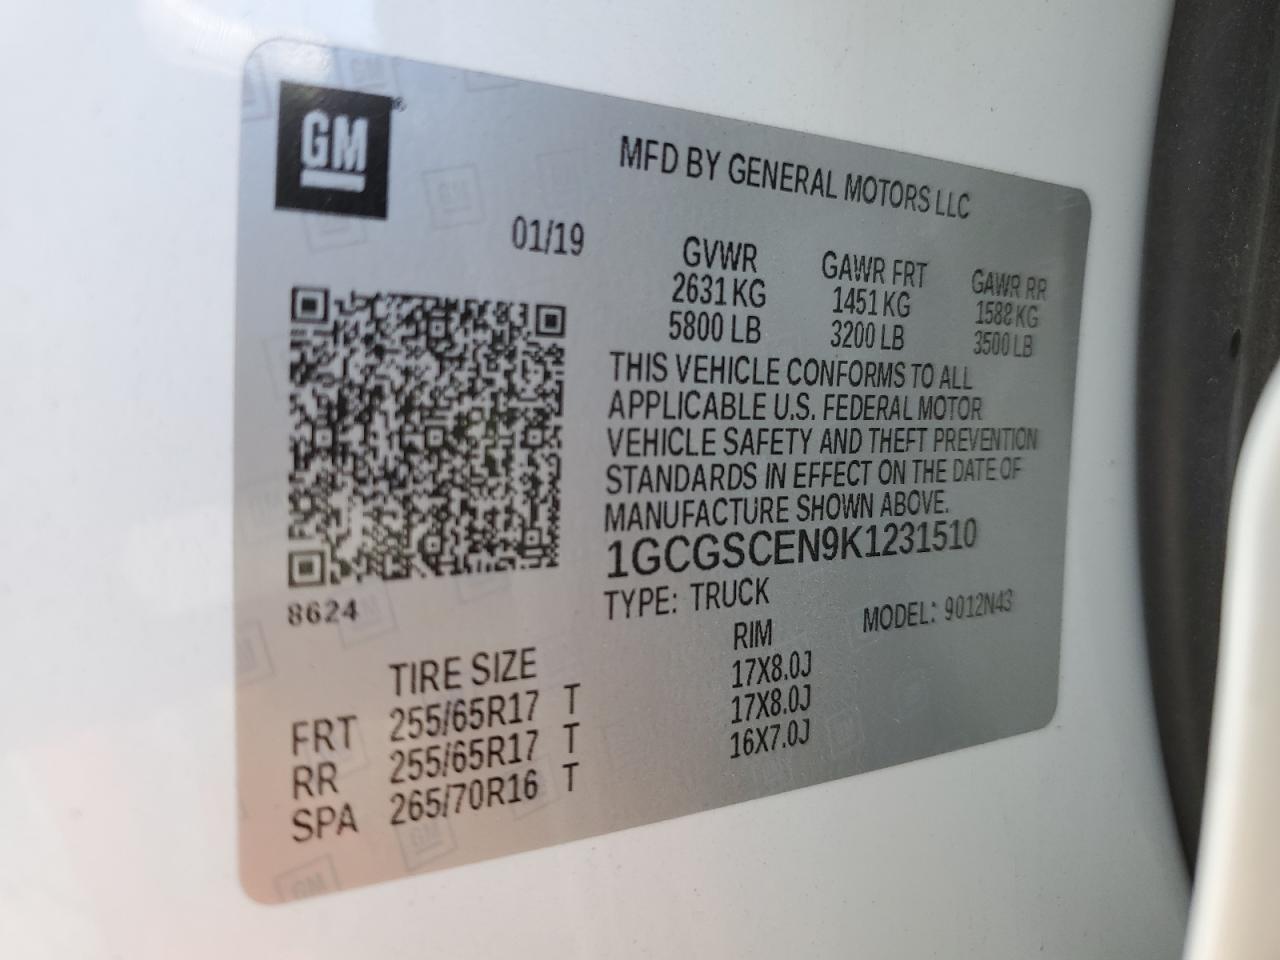 GM
MFD BY GENERAL MOTORS LLC
01/19
GVWR GAWR FRT GAWR RR
2631 KG 1451 KG 1588 KG
5800 LB 3200 LB 3500 LB
THIS VEHICLE CONFORMS TO ALL
APPLICABLE U.S. FEDERAL MOTOR
VEHICLE SAFETY AND THEFT PREVENTION
STANDARDS IN EFFECT ON THE DATE OF
MANUFACTURE SHOWN ABOVE.
1GCGSCEN9K1231510
TYPE: TRUCK MODEL: 9012N43
8624
TIRE SIZE RIM
FRT 255/65R17 T 17X8.0J
RR 255/65R17 T 17X8.0J
SPA 265/70R16 T 16X7.0J